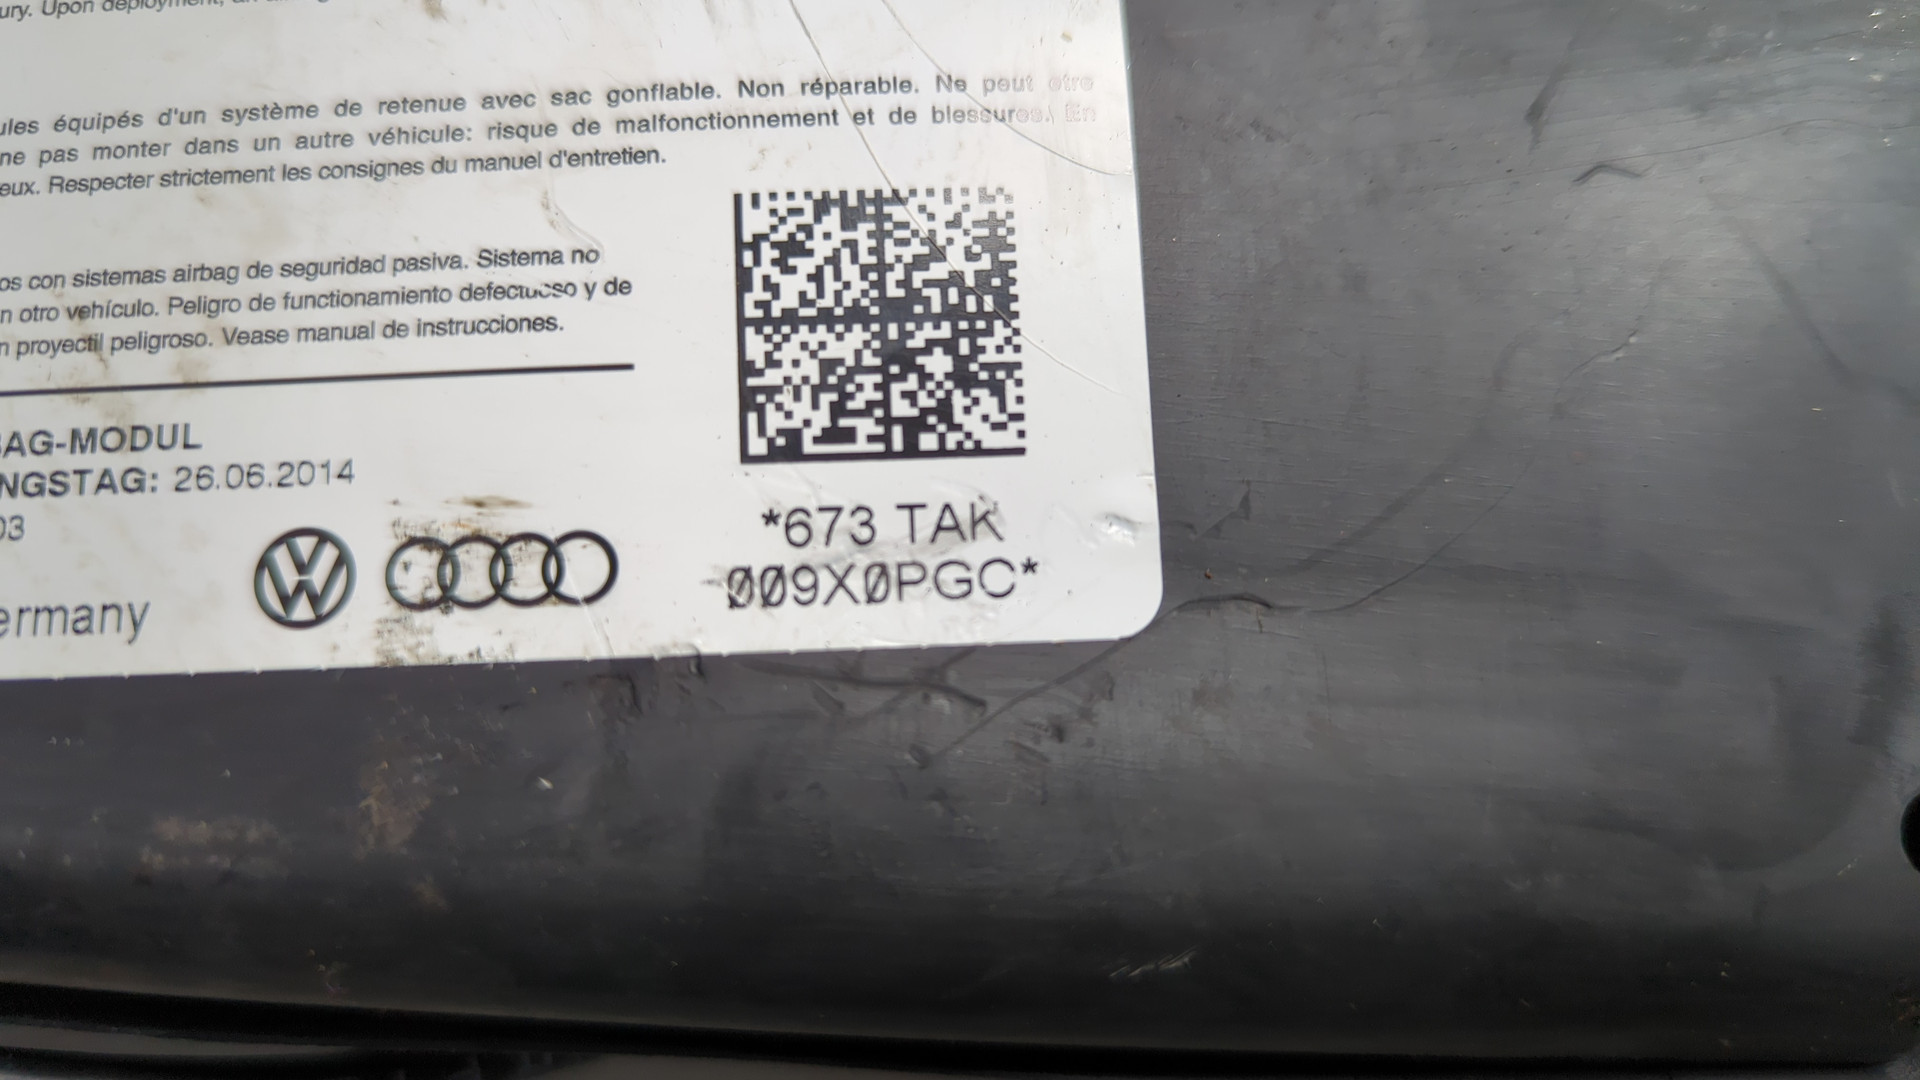 ury. Upon deployment,
ules équipés d'un système de retenue avec sac gonflable. Non réparable. Ne peut être
ne pas monter dans un autre véhicule: risque de malfonctionnement et de blessures. En
eux. Respecter strictement les consignes du manuel d'entretien.
os con sistemas airbag de seguridad pasiva. Sistema no
n otro vehículo. Peligro de functionamiento defectuoso y de
n proyectil peligroso. Vease manual de instrucciones.
BAG-MODUL
NGSTAG: 26.06.2014
03
ermany
*673 TAK
009X0PGC*